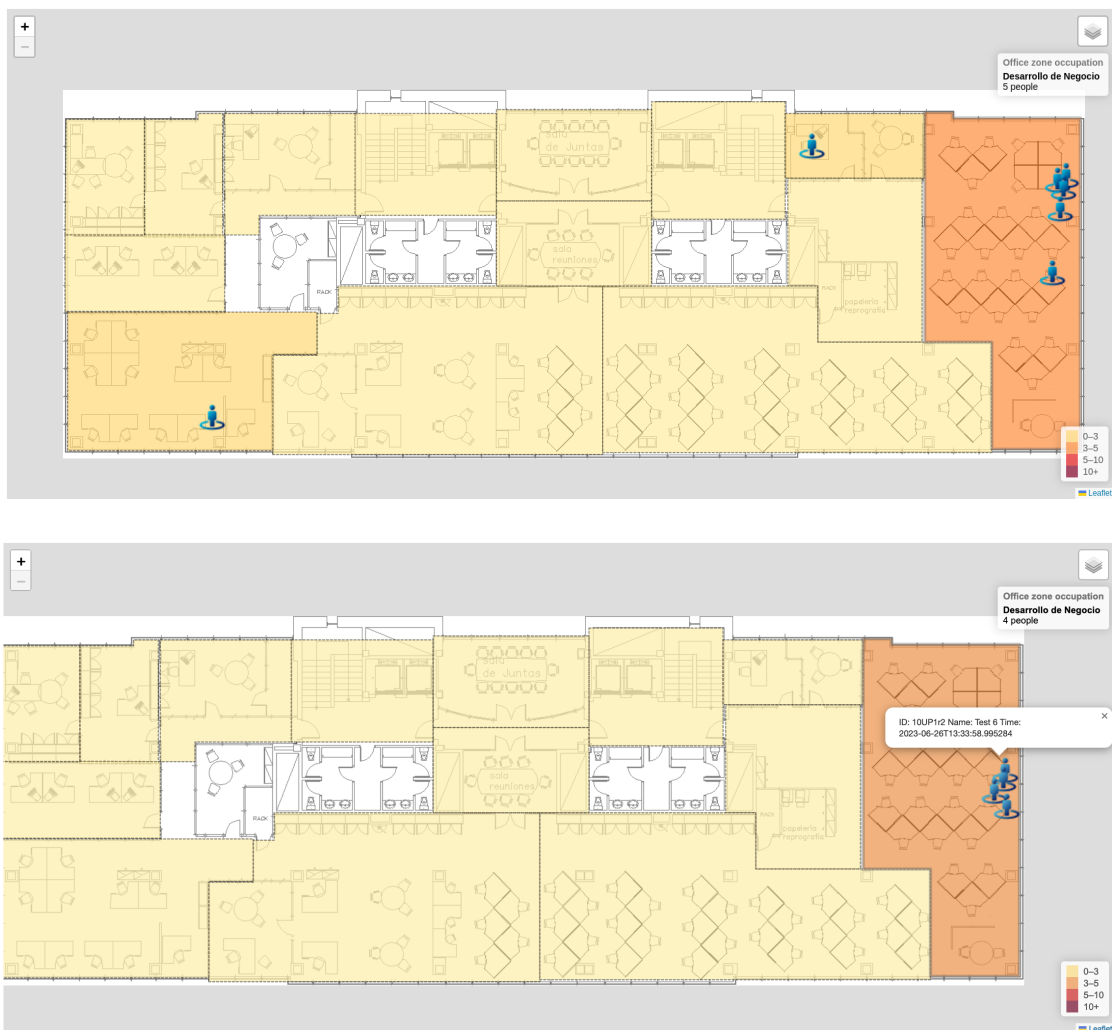 +
−
Office zone occupation
Desarrollo de Negocio
5 people
sala
de Juntas
sala
reuniones
RACK
RACK
papelería
reprografía
0–3
3–5
5–10
10+
Leaflet
+
−
Office zone occupation
Desarrollo de Negocio
4 people
sala
de Juntas
×
ID: 10UP1r2 Name: Test 6 Time:
2023-06-26T13:33:58.995284
sala
reuniones
RACK
RACK
papelería
reprografía
0–3
3–5
5–10
10+
Leaflet